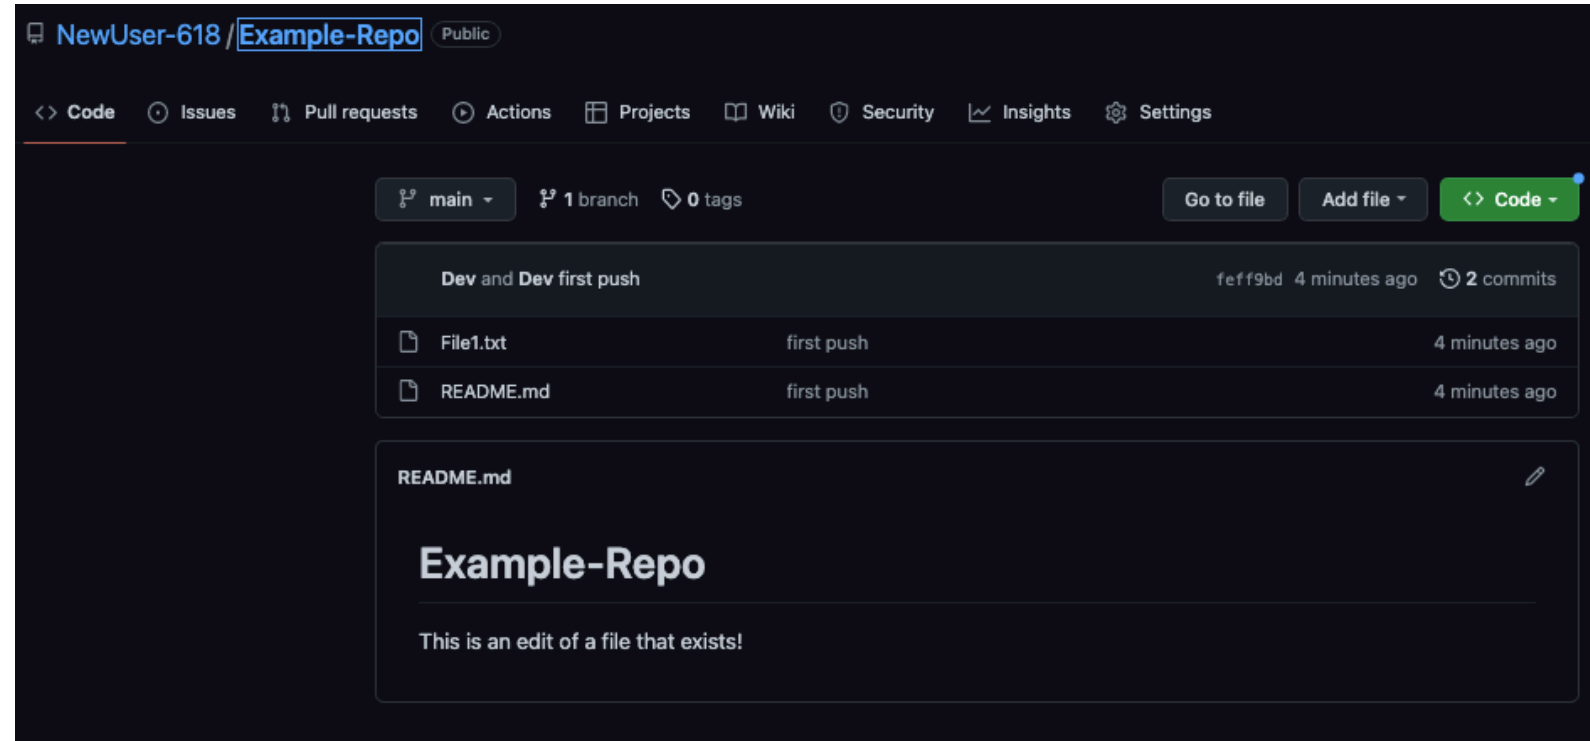 NewUser-618 / Example-Repo Public
Code Issues Pull requests Actions Projects Wiki Security Insights Settings
main 1 branch 0 tags Go to file Add file Code
Dev and Dev first push feff9bd 4 minutes ago 2 commits
File1.txt first push 4 minutes ago
README.md first push 4 minutes ago
README.md
Example-Repo
This is an edit of a file that exists!